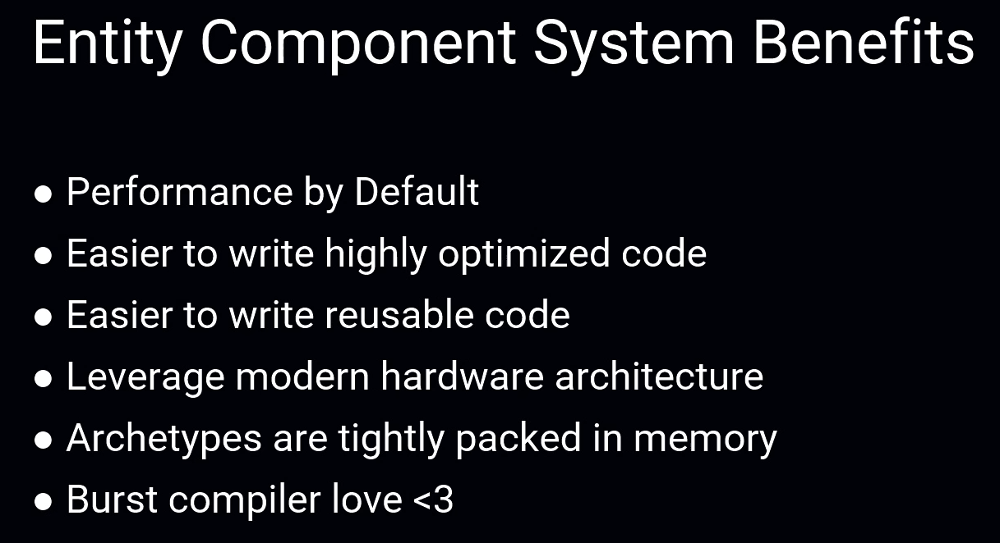 Entity Component System Benefits
● Performance by Default
● Easier to write highly optimized code
● Easier to write reusable code
● Leverage modern hardware architecture
● Archetypes are tightly packed in memory
● Burst compiler love <3